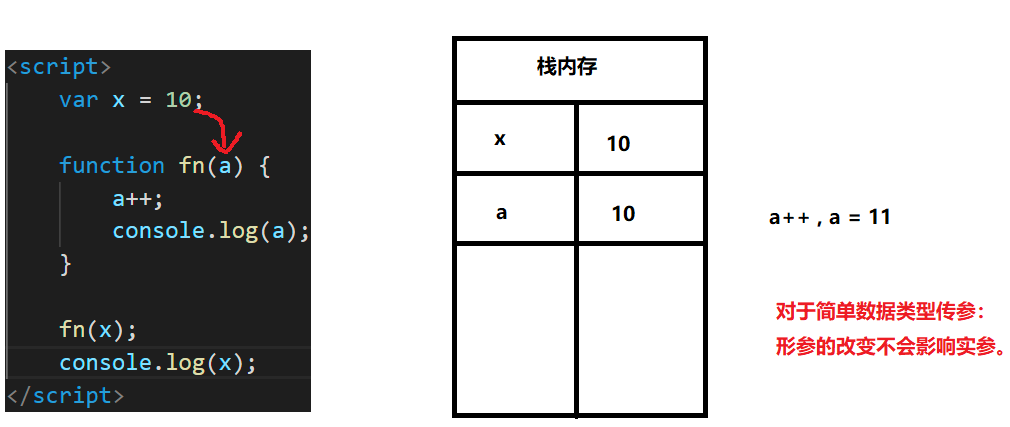 <script>
var x = 10;
function fn(a) {
a++;
console.log(a);
}
fn(x);
console.log(x);
</script>
栈内存
x 10
a 10
a++ , a = 11
对于简单数据类型传参：
形参的改变不会影响实参。